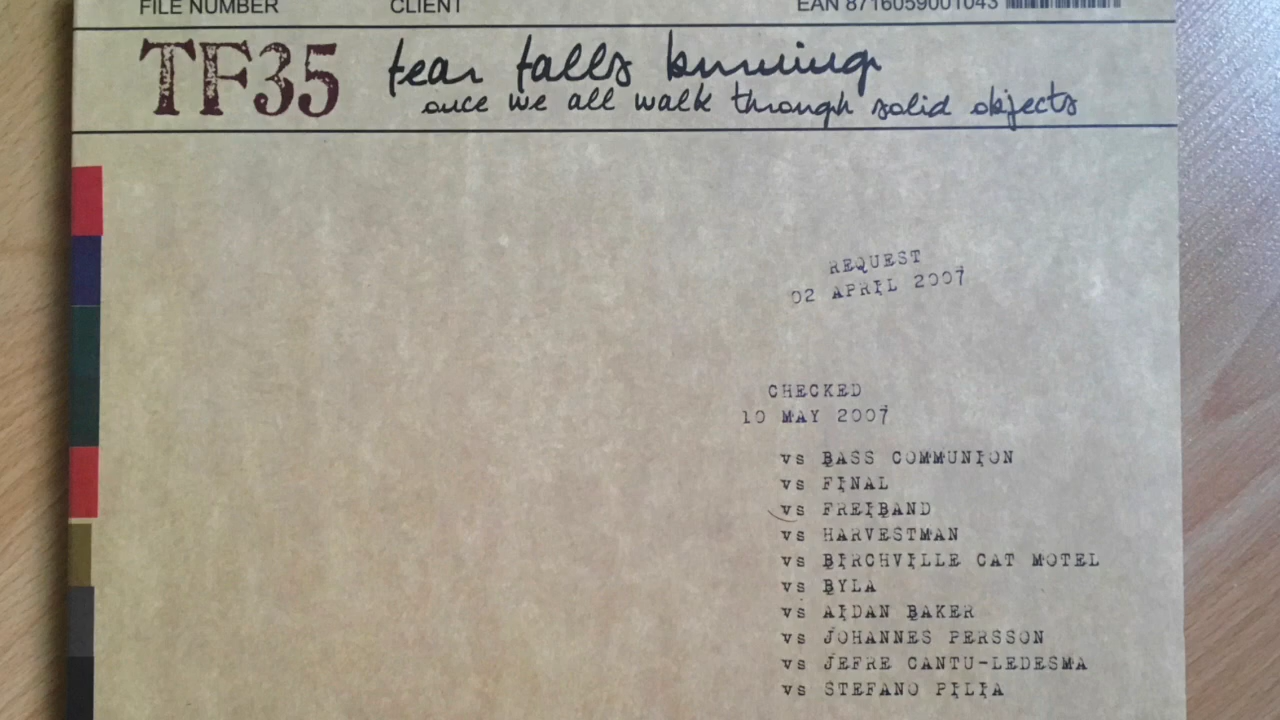 FILE NUMBER CLIENT EAN 8716059001043
TF35 fear falls burning
once we all walk through solid objects
REQUEST
02 APRIL 2007
CHECKED
10 MAY 2007
vs BASS COMMUNION
vs FINAL
vs FREIBAND
vs HARVESTMAN
vs BIRCHVILLE CAT MOTEL
vs BYLA
vs AIDAN BAKER
vs JOHANNES PERSSON
vs JEFRE CANTU-LEDESMA
vs STEFANO PILIA